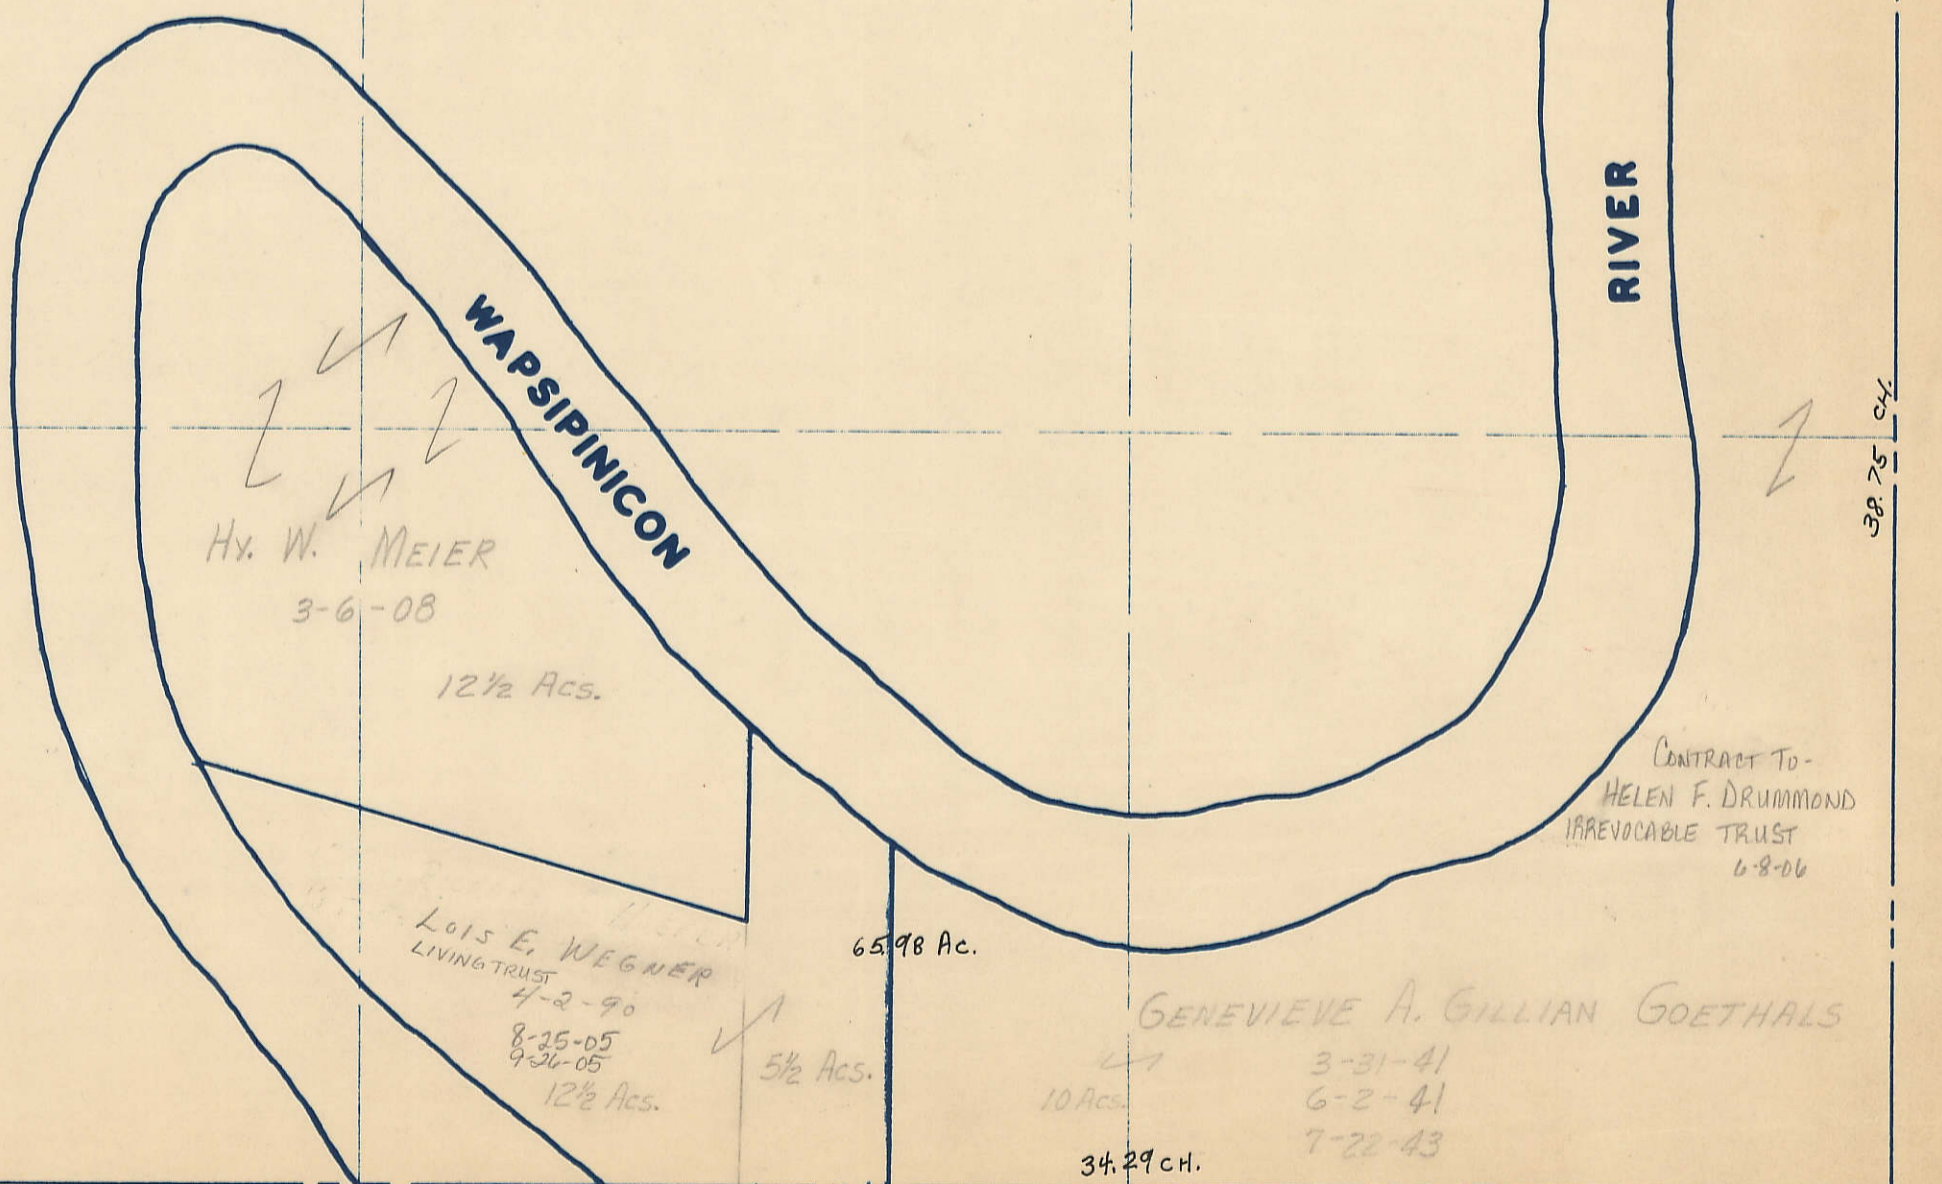 RIVER
WAPSIPINICON
38.75 CH.
Hy. W. MEIER
3-6-08
12½ Acs.
CONTRACT TO-
HELEN F. DRUMMOND
IRREVOCABLE TRUST
6-8-06
LOIS E. WEGNER
LIVING TRUST
4-2-90
8-25-05
9-26-05
12½ Acs.
65.98 Ac.
5½ Acs.
GENEVIEVE A. GILLIAN GOETHALS
3-31-41
10 Acs.
6-2-41
7-22-43
34.29 CH.